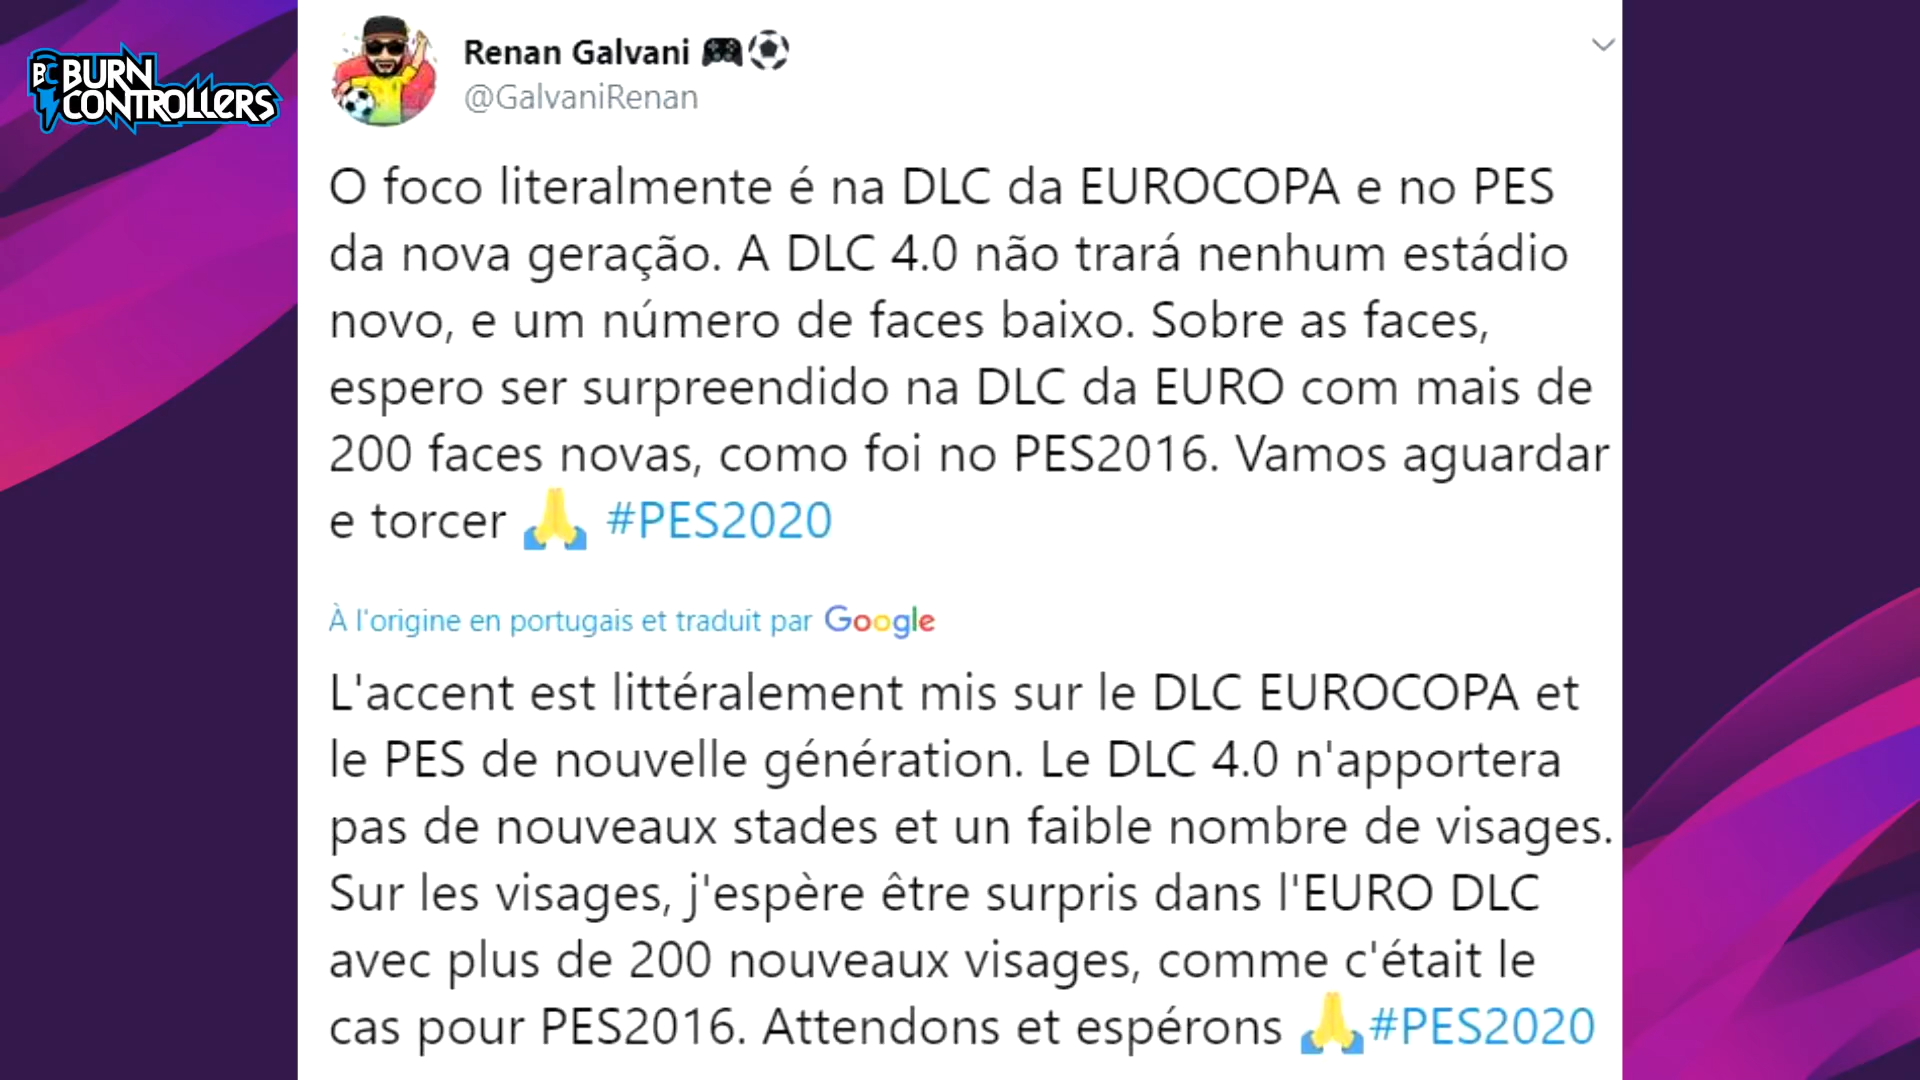 BC BURN
CONTROLLERS
Renan Galvani 🎮⚽
@GalvaniRenan
O foco literalmente é na DLC da EUROCOPA e no PES
da nova geração. A DLC 4.0 não trará nenhum estádio
novo, e um número de faces baixo. Sobre as faces,
espero ser surpreendido na DLC da EURO com mais de
200 faces novas, como foi no PES2016. Vamos aguardar
e torcer 🙏 #PES2020
À l'origine en portugais et traduit par Google
L'accent est littéralement mis sur le DLC EUROCOPA et
le PES de nouvelle génération. Le DLC 4.0 n'apportera
pas de nouveaux stades et un faible nombre de visages.
Sur les visages, j'espère être surpris dans l'EURO DLC
avec plus de 200 nouveaux visages, comme c'était le
cas pour PES2016. Attendons et espérons 🙏#PES2020